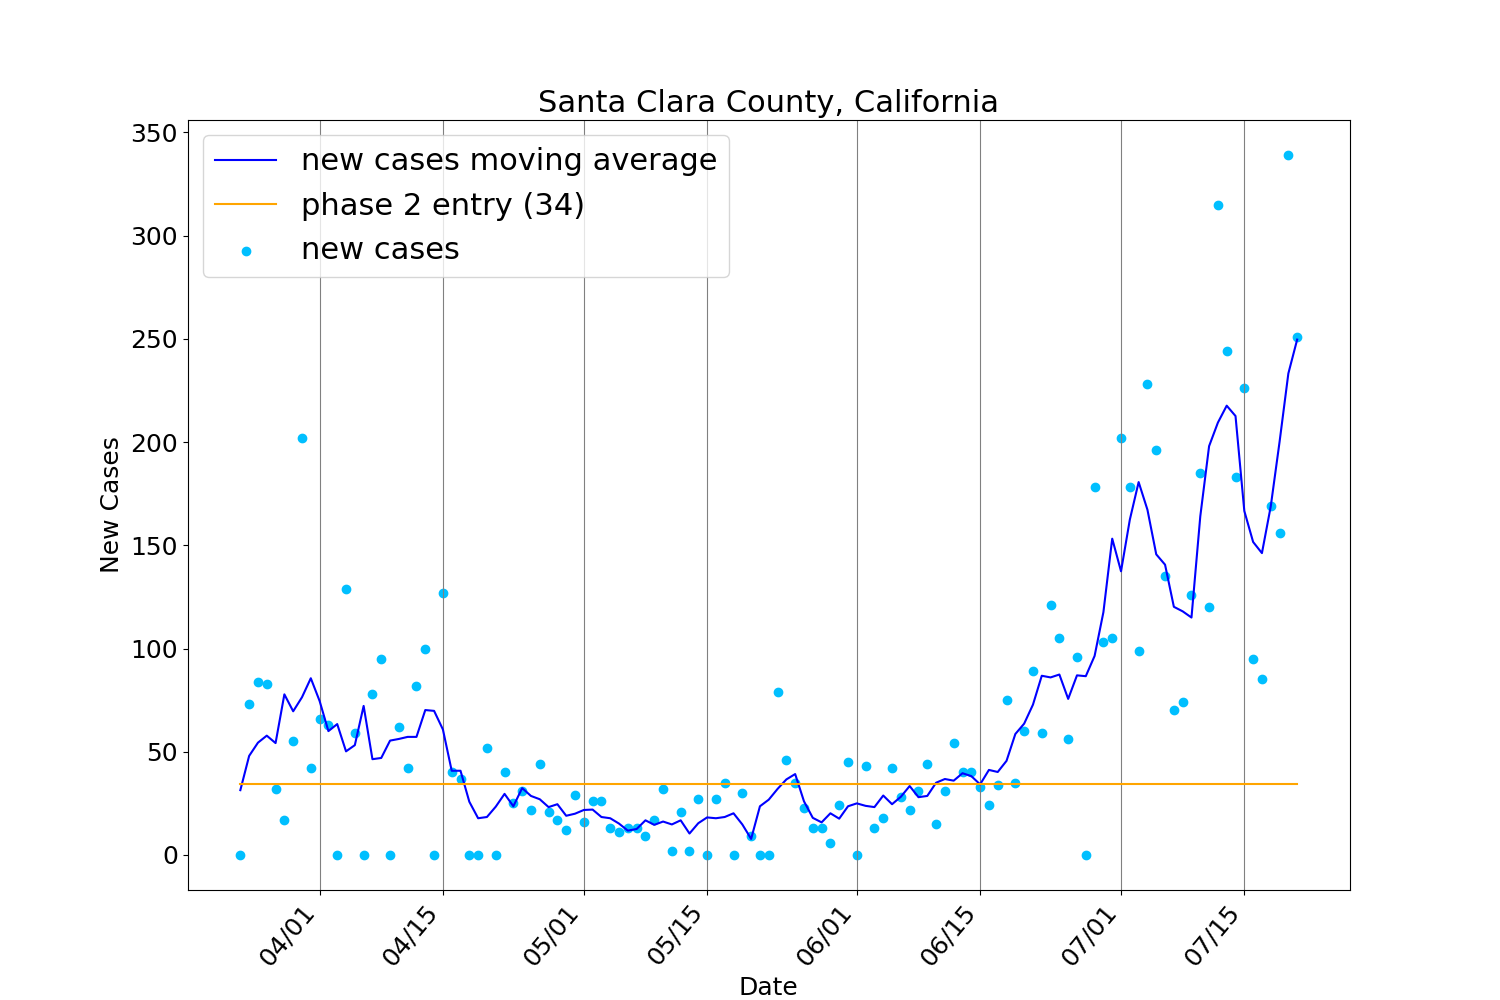 Santa Clara County, California
new cases moving average
phase 2 entry (34)
new cases
New Cases
350
300
250
200
150
100
50
0
04/01
04/15
05/01
05/15
06/01
06/15
07/01
07/15
Date